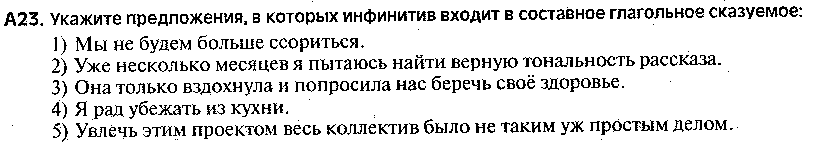 А23. Укажите предложения, в которых инфинитив входит в составное глагольное сказуемое:
1) Мы не будем больше ссориться.
2) Уже несколько месяцев я пытаюсь найти верную тональность рассказа.
3) Она только вздохнула и попросила нас беречь своё здоровье.
4) Я рад убежать из кухни.
5) Увлечь этим проектом весь коллектив было не таким уж простым делом.